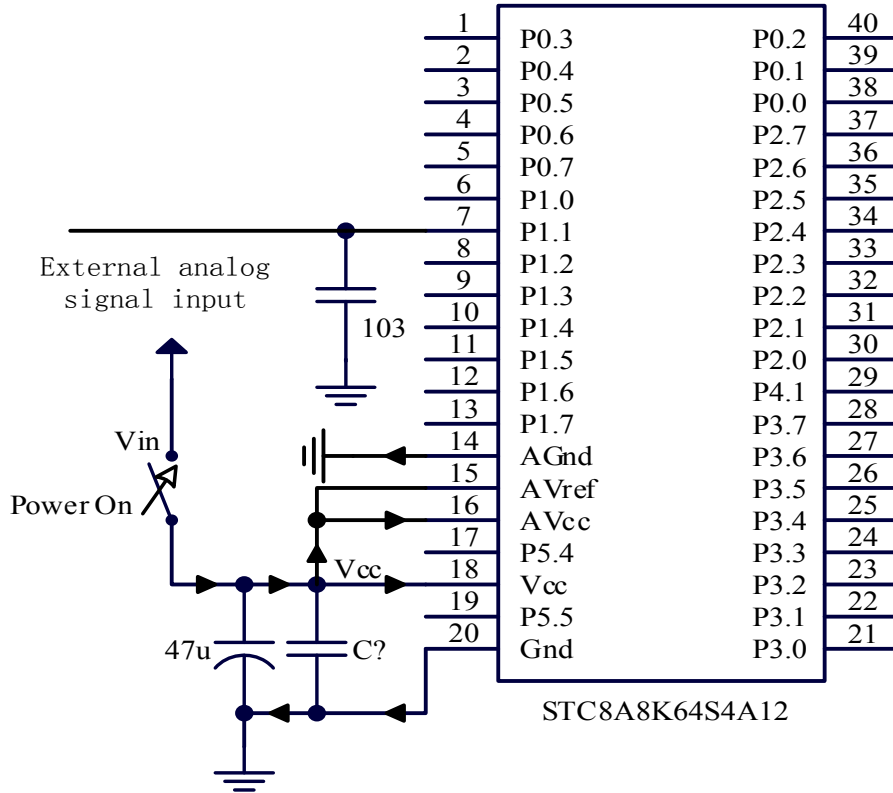 1 P0.3 P0.2 40
2 P0.4 P0.1 39
3 P0.5 P0.0 38
4 P0.6 P2.7 37
5 P0.7 P2.6 36
6 P1.0 P2.5 35
7 P1.1 P2.4 34
8 P1.2 P2.3 33
External analog
signal input
9 P1.3 P2.2 32
103
10 P1.4 P2.1 31
11 P1.5 P2.0 30
12 P1.6 P4.1 29
13 P1.7 P3.7 28
Vin
14 AGnd P3.6 27
15 AVref P3.5 26
Power On
16 AVcc P3.4 25
17 P5.4 P3.3 24
Vcc
18 Vcc P3.2 23
19 P5.5 P3.1 22
47u
C?
20 Gnd P3.0 21
STC8A8K64S4A12